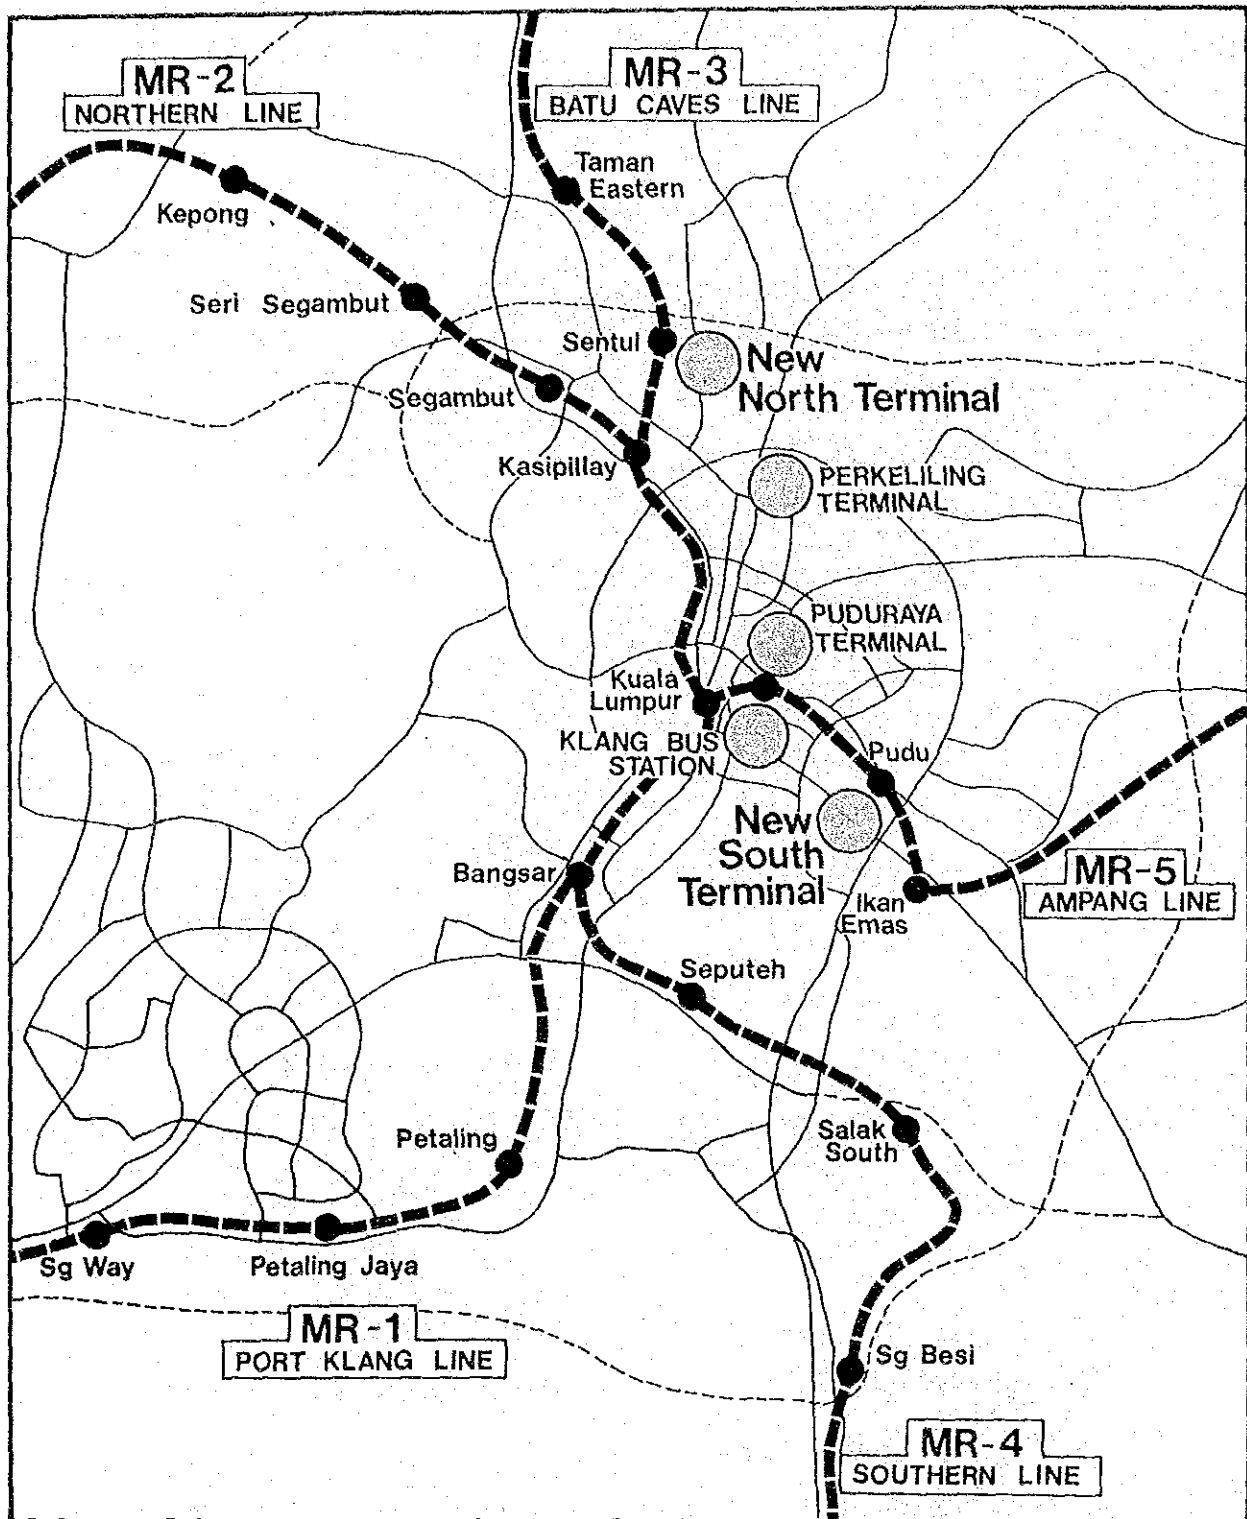 MR-2
NORTHERN LINE
MR-3
BATU CAVES LINE
Taman
Eastern
Kepong
Seri Segambut
Sentul
New
North Terminal
Segambut
Kasipillay
PERKELILING
TERMINAL
PUDURAYA
TERMINAL
Kuala
Lumpur
KLANG BUS
STATION
Pudu
New
South
Terminal
Bangsar
MR-5
AMPANG LINE
Ikan
Emas
Seputeh
Petaling
Salak
South
Sg Way
Petaling Jaya
MR-1
PORT KLANG LINE
Sg Besi
MR-4
SOUTHERN LINE